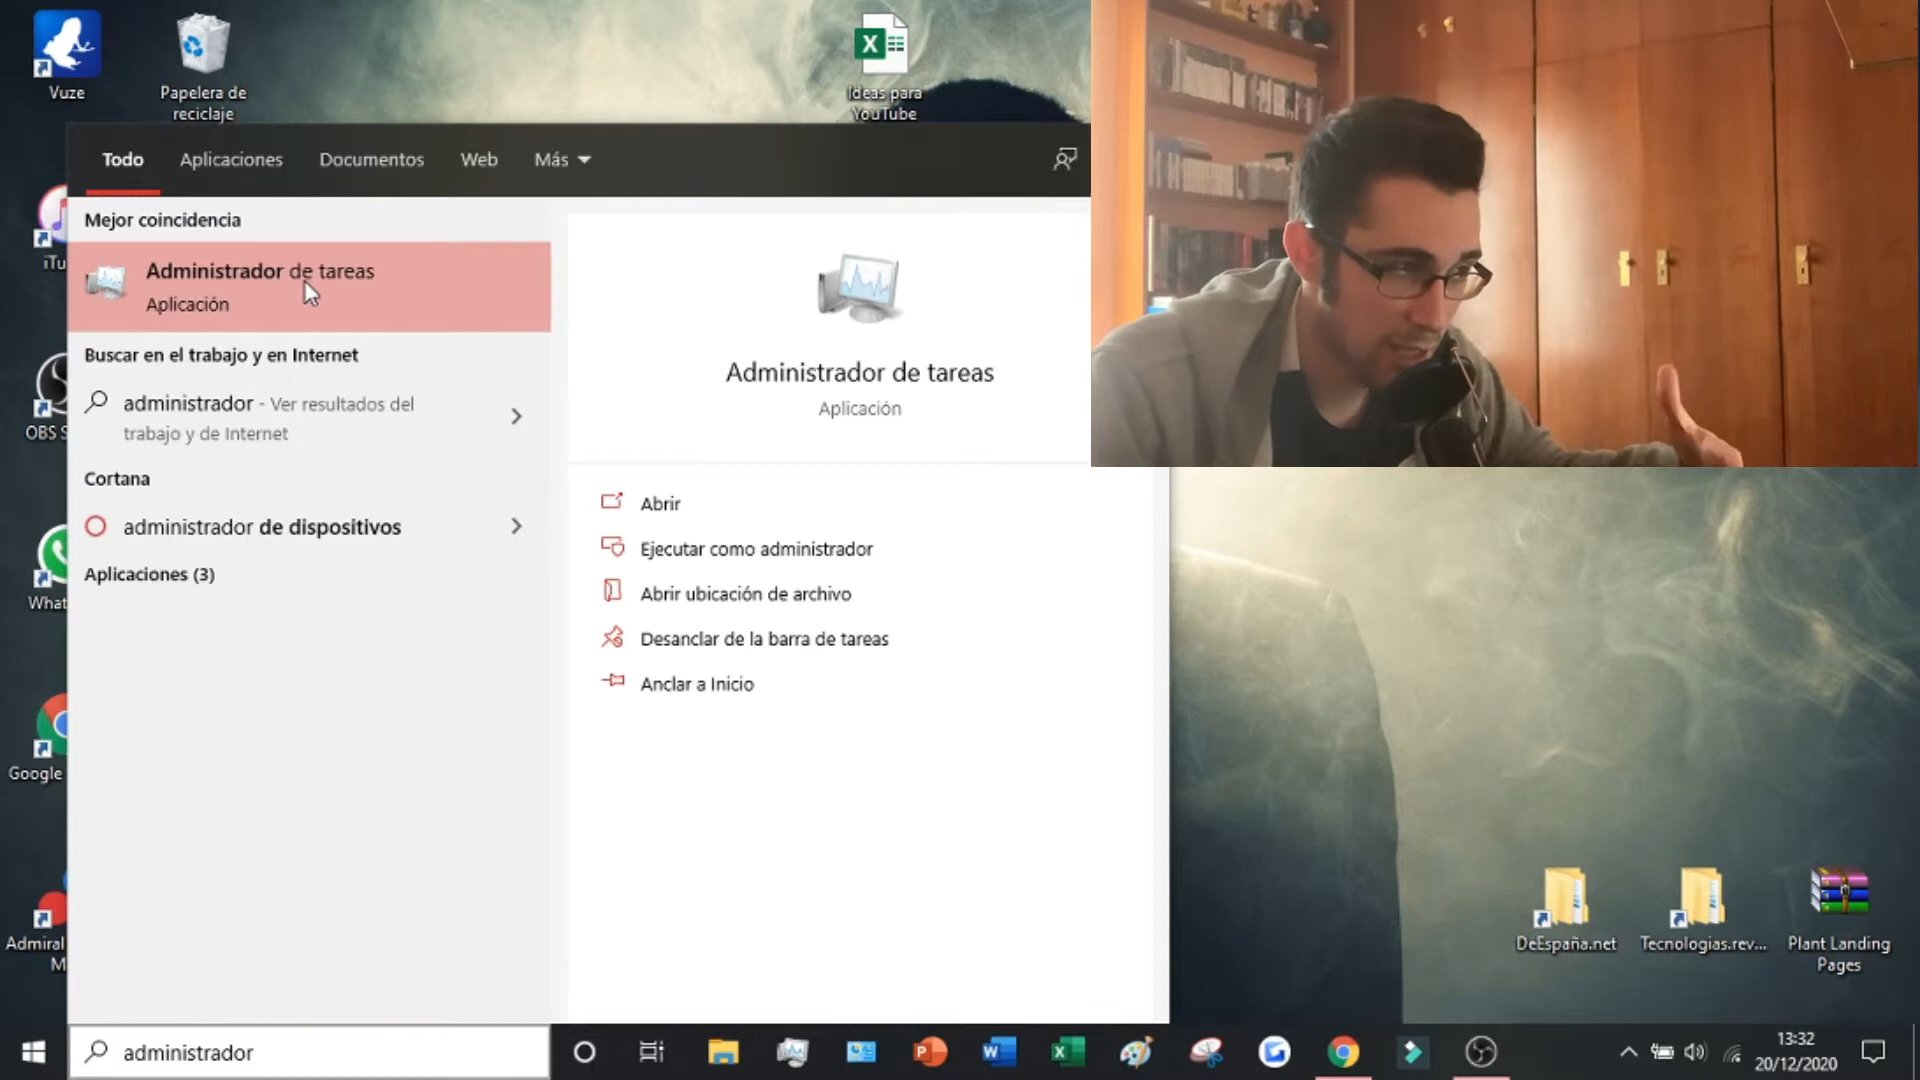 Vuze
Papelera de
reciclaje
Ideas para
YouTube
Todo
Aplicaciones
Documentos
Web
Más
Mejor coincidencia
Administrador de tareas
Aplicación
Buscar en el trabajo y en Internet
administrador - Ver resultados del
trabajo y de Internet
Cortana
administrador de dispositivos
Aplicaciones (3)
Administrador de tareas
Aplicación
Abrir
Ejecutar como administrador
Abrir ubicación de archivo
Desanclar de la barra de tareas
Anclar a Inicio
iTu
OBS S
What
Google
Admiral
M
DeEspaña.net
Tecnologias.rev...
Plant Landing
Pages
administrador
13:32
20/12/2020